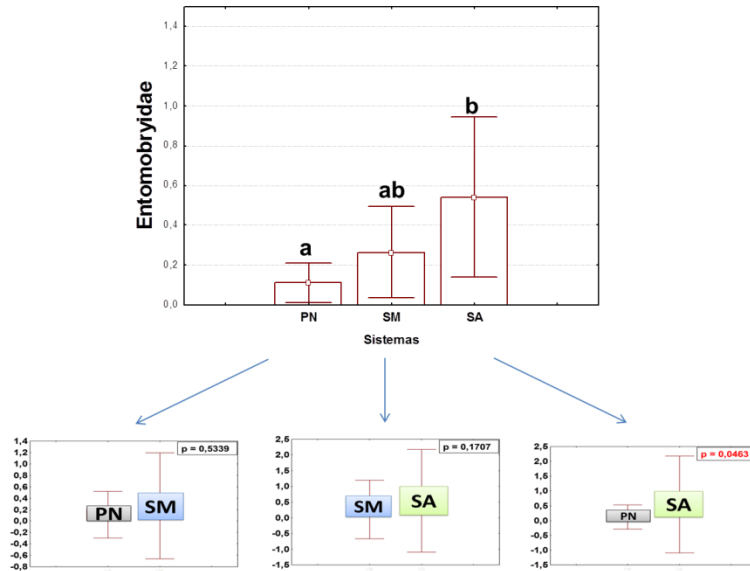 1,4
1,2
1,0
0,8
0,6
0,4
0,2
0,0
Entomobryidae
a
ab
b
PN SM SA
Sistemas
1,4
1,2
1,0
0,8
0,6
0,4
0,2
0,0
-0,2
-0,4
-0,6
-0,8
p = 0,5339
PN
SM
2,5
2,0
1,5
1,0
0,5
0,0
-0,5
-1,0
-1,5
p = 0,1707
SM
SA
2,5
2,0
1,5
1,0
0,5
0,0
-0,5
-1,0
-1,5
p = 0,0463
PN
SA